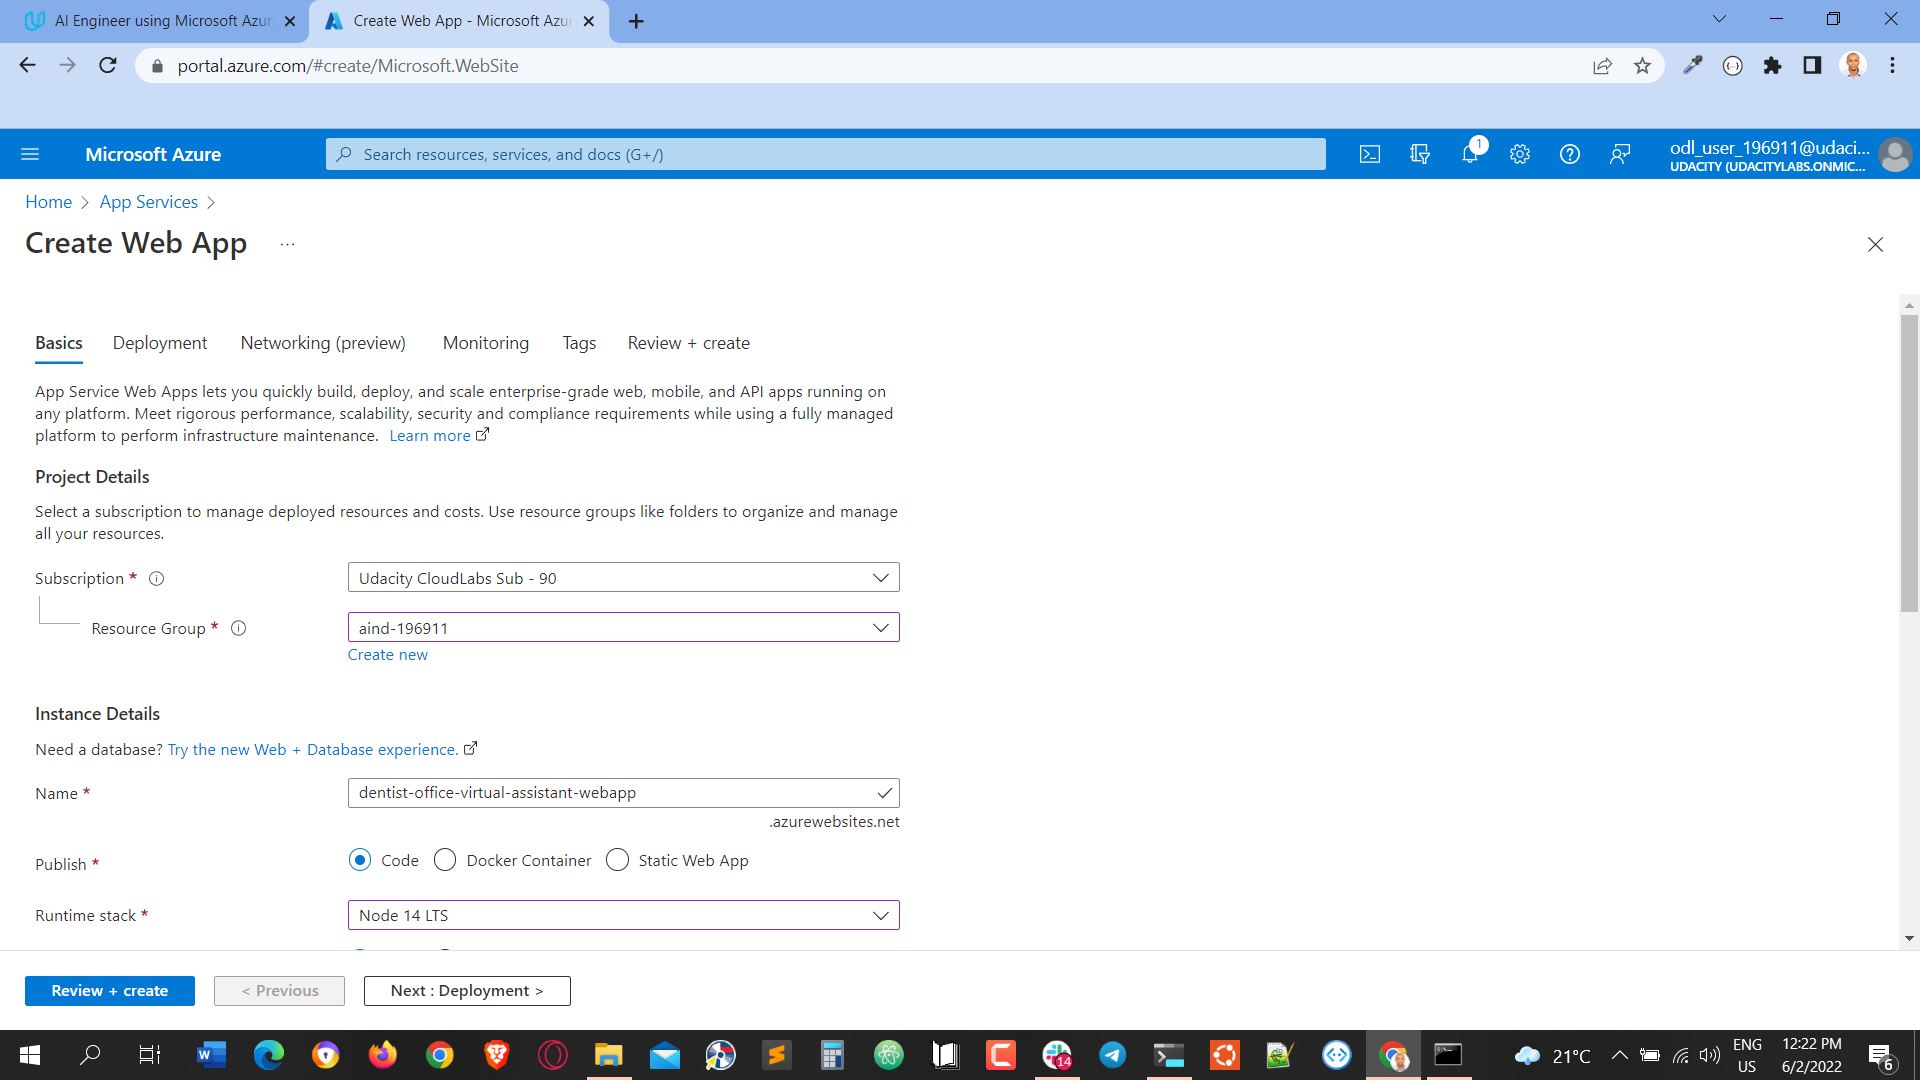 AI Engineer using Microsoft Azur
Create Web App - Microsoft Azur
portal.azure.com/#create/Microsoft.WebSite
Microsoft Azure
Search resources, services, and docs (G+/)
1
odl_user_196911@udaci...
UDACITY (UDACITYLABS.ONMIC...
Home > App Services >
Create Web App ...
Basics Deployment Networking (preview) Monitoring Tags Review + create
App Service Web Apps lets you quickly build, deploy, and scale enterprise-grade web, mobile, and API apps running on
any platform. Meet rigorous performance, scalability, security and compliance requirements while using a fully managed
platform to perform infrastructure maintenance. Learn more
Project Details
Select a subscription to manage deployed resources and costs. Use resource groups like folders to organize and manage
all your resources.
Subscription * Udacity CloudLabs Sub - 90
Resource Group * aind-196911
Create new
Instance Details
Need a database? Try the new Web + Database experience.
Name * dentist-office-virtual-assistant-webapp
.azurewebsites.net
Publish * Code Docker Container Static Web App
Runtime stack * Node 14 LTS
Review + create < Previous Next : Deployment >
14
21°C
ENG
US
12:22 PM
6/2/2022
6